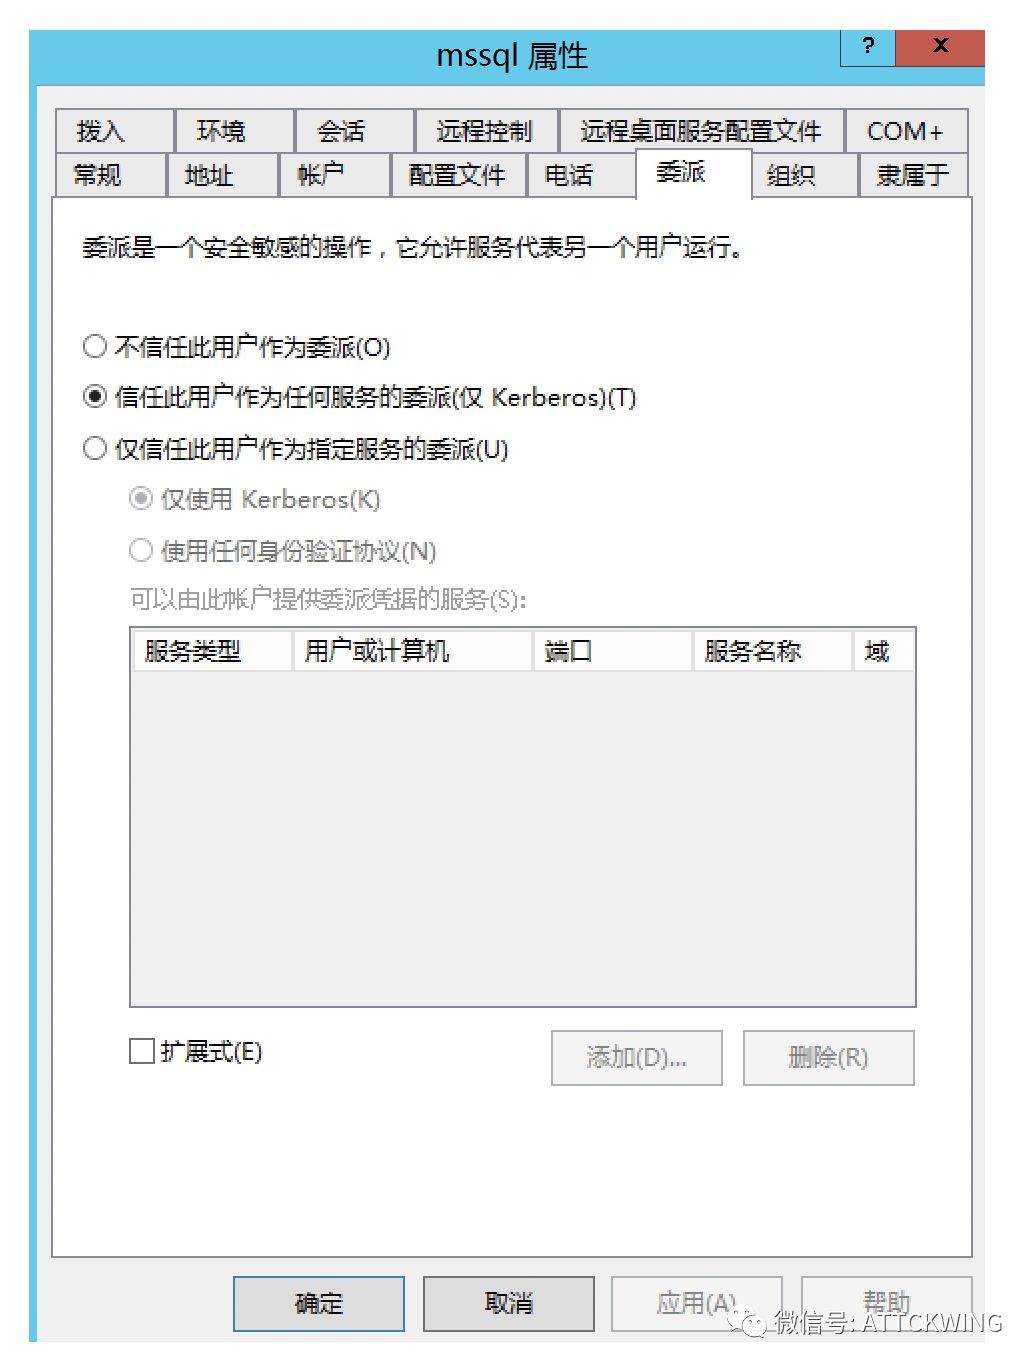 mssql 属性
?
x
拨入 环境 会话 远程控制 远程桌面服务配置文件 COM+
常规 地址 帐户 配置文件 电话 委派 组织 隶属于
委派是一个安全敏感的操作，它允许服务代表另一个用户运行。
不信任此用户作为委派(O)
信任此用户作为任何服务的委派(仅 Kerberos)(T)
仅信任此用户作为指定服务的委派(U)
仅使用 Kerberos(K)
使用任何身份验证协议(N)
可以由此帐户提供委派凭据的服务(S):
服务类型 用户或计算机 端口 服务名称 域
扩展式(E) 添加(D)... 删除(R)
确定 取消 应用(A) 帮助
微信号: ATTCKWING